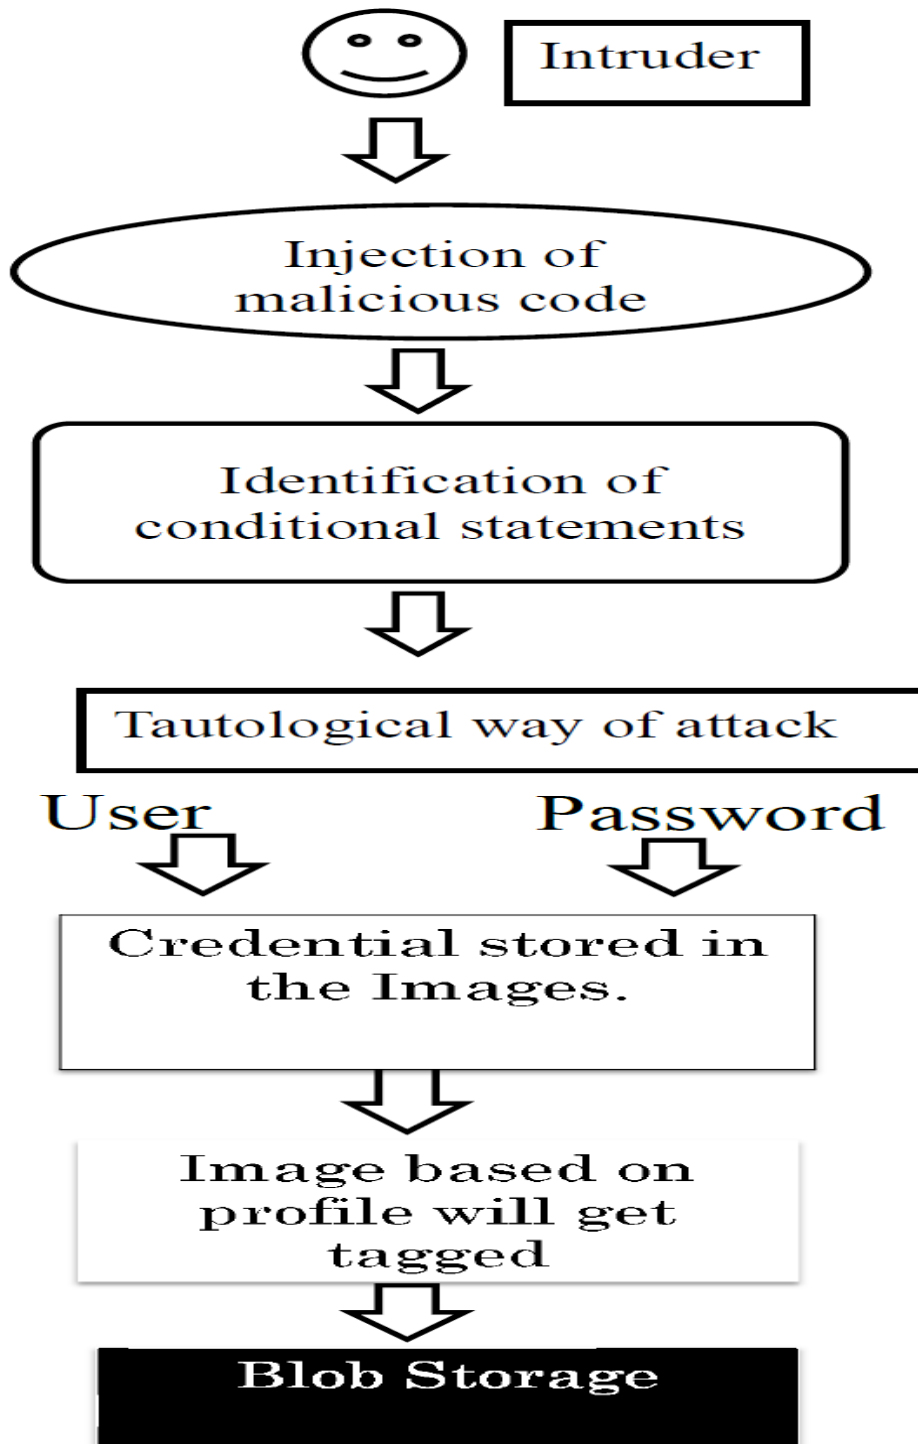 Intruder
Injection of
malicious code
Identification of
conditional statements
Tautological way of attack
User
Password
Credential stored in
the Images.
Image based on
profile will get
tagged
Blob Storage